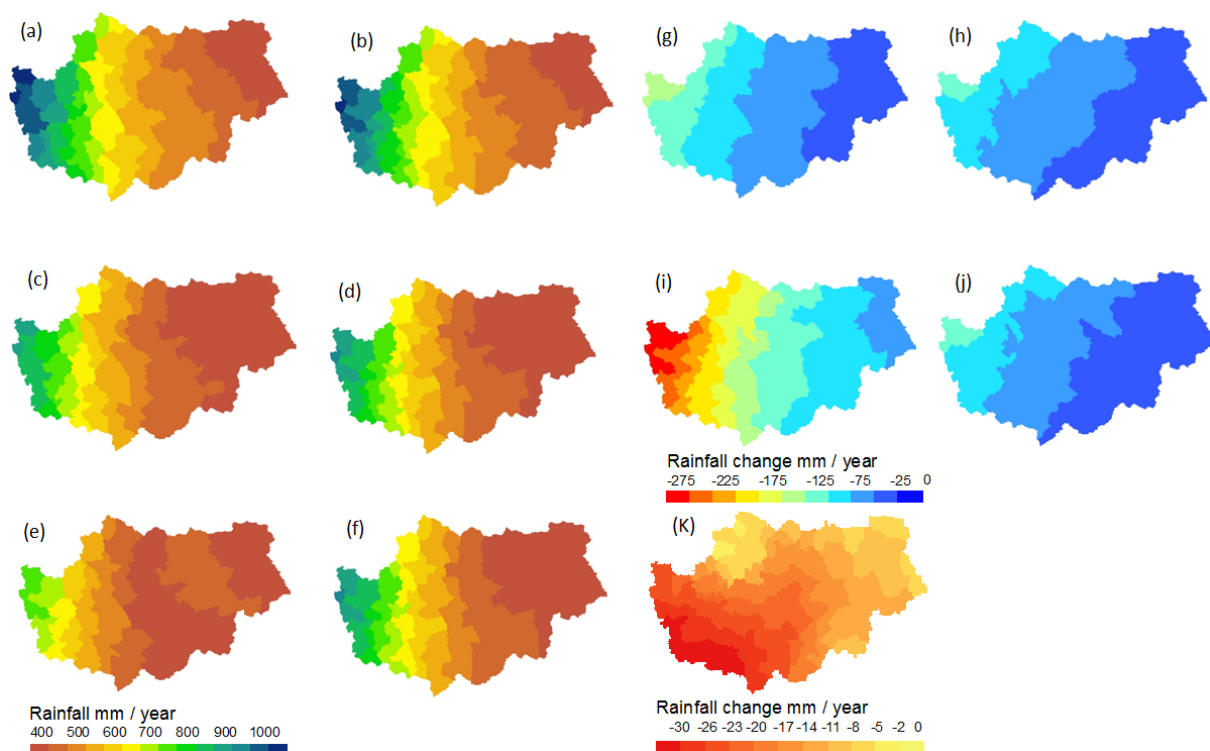 (a)
(b)
(g)
(h)
(c)
(d)
(i)
(j)
Rainfall change mm / year
-275 -225 -175 -125 -75 -25 0
(e)
(f)
(K)
Rainfall mm / year
400 500 600 700 800 900 1000
Rainfall change mm / year
-30 -26 -23 -20 -17 -14 -11 -8 -5 -2 -0